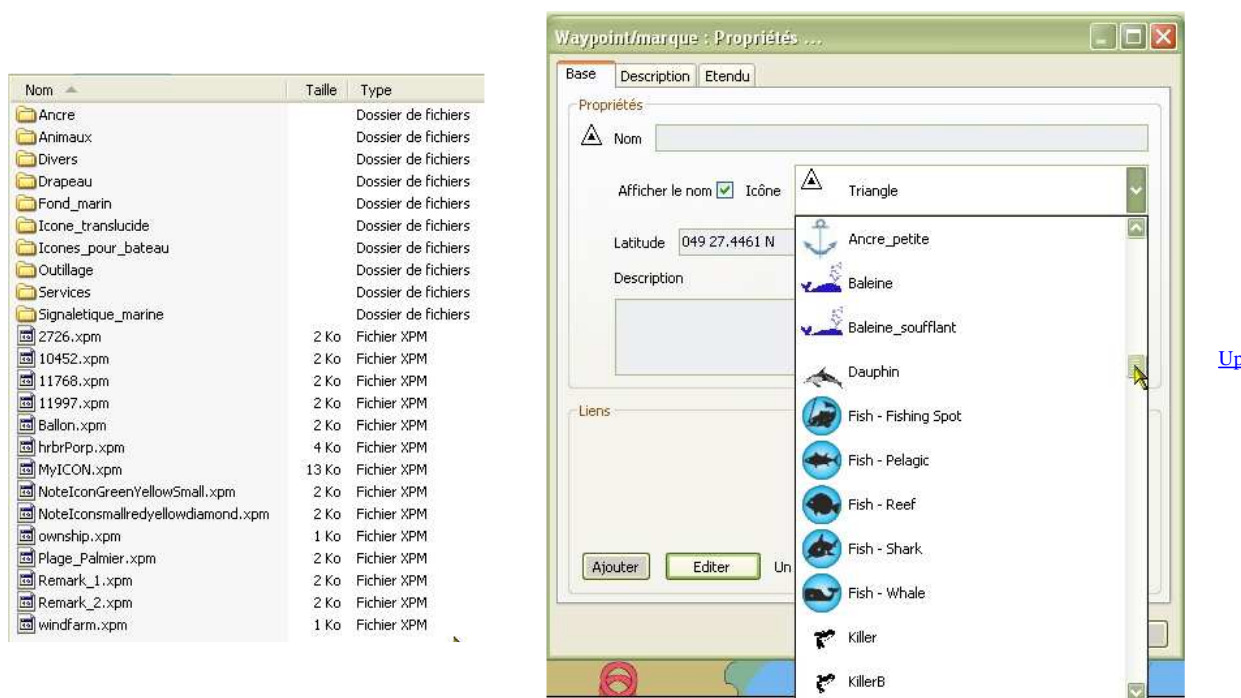 Nom Taille Type
Ancre Dossier de fichiers
Animaux Dossier de fichiers
Divers Dossier de fichiers
Drapeau Dossier de fichiers
Fond_marin Dossier de fichiers
Icone_translucide Dossier de fichiers
Icones_pour_bateau Dossier de fichiers
Outillage Dossier de fichiers
Services Dossier de fichiers
Signaletique_marine Dossier de fichiers
2726.xpm 2 Ko Fichier XPM
10452.xpm 2 Ko Fichier XPM
11768.xpm 2 Ko Fichier XPM
11997.xpm 2 Ko Fichier XPM
Ballon.xpm 2 Ko Fichier XPM
hrbrPorp.xpm 4 Ko Fichier XPM
MyICON.xpm 13 Ko Fichier XPM
NoteIconGreenYellowSmall.xpm 2 Ko Fichier XPM
NoteIconsmallredyellowdiamond.xpm 2 Ko Fichier XPM
ownship.xpm 1 Ko Fichier XPM
Plage_Palmier.xpm 2 Ko Fichier XPM
Remark_1.xpm 2 Ko Fichier XPM
Remark_2.xpm 2 Ko Fichier XPM
windfarm.xpm 1 Ko Fichier XPM
Waypoint/marque : Propriétés ...
Base Description Etendu
Propriétés
Nom
Afficher le nom Icône Triangle
Latitude 049 27.4461 N
Description
Liens
Ajouter Editer Un
Ancre_petite
Baleine
Baleine_soufflant
Dauphin
Fish - Fishing Spot
Fish - Pelagic
Fish - Reef
Fish - Shark
Fish - Whale
Killer
KillerB
Up